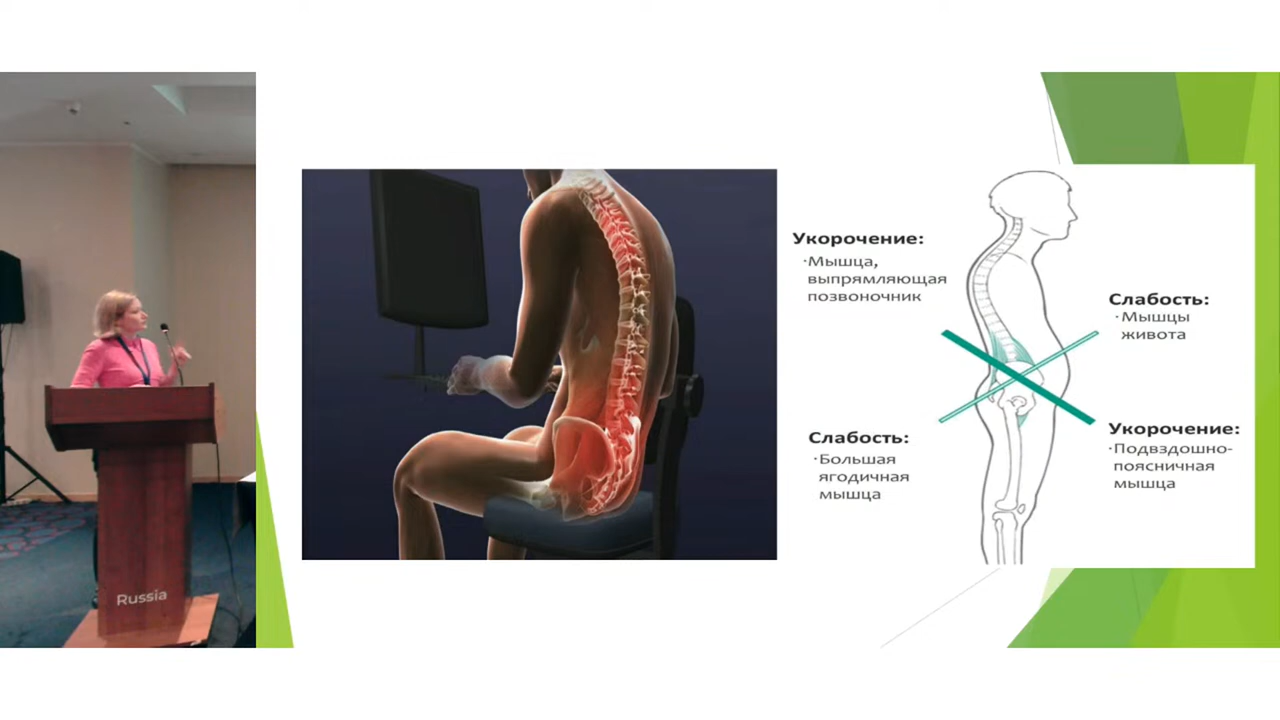 Укорочение:
·Мышца,
выпрямляющая
позвоночник
Слабость:
·Мышцы
живота
Слабость:
·Большая
ягодичная
мышца
Укорочение:
·Подвздошно-
поясничная
мышца
Russia